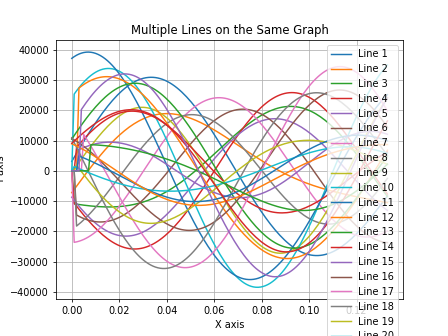 Multiple Lines on the Same Graph
40000
30000
20000
10000
0
−10000
−20000
−30000
−40000
0.00
0.02
0.04
0.06
0.08
0.10
X axis
Line 1
Line 2
Line 3
Line 4
Line 5
Line 6
Line 7
Line 8
Line 9
Line 10
Line 11
Line 12
Line 13
Line 14
Line 15
Line 16
Line 17
Line 18
Line 19
Line 20